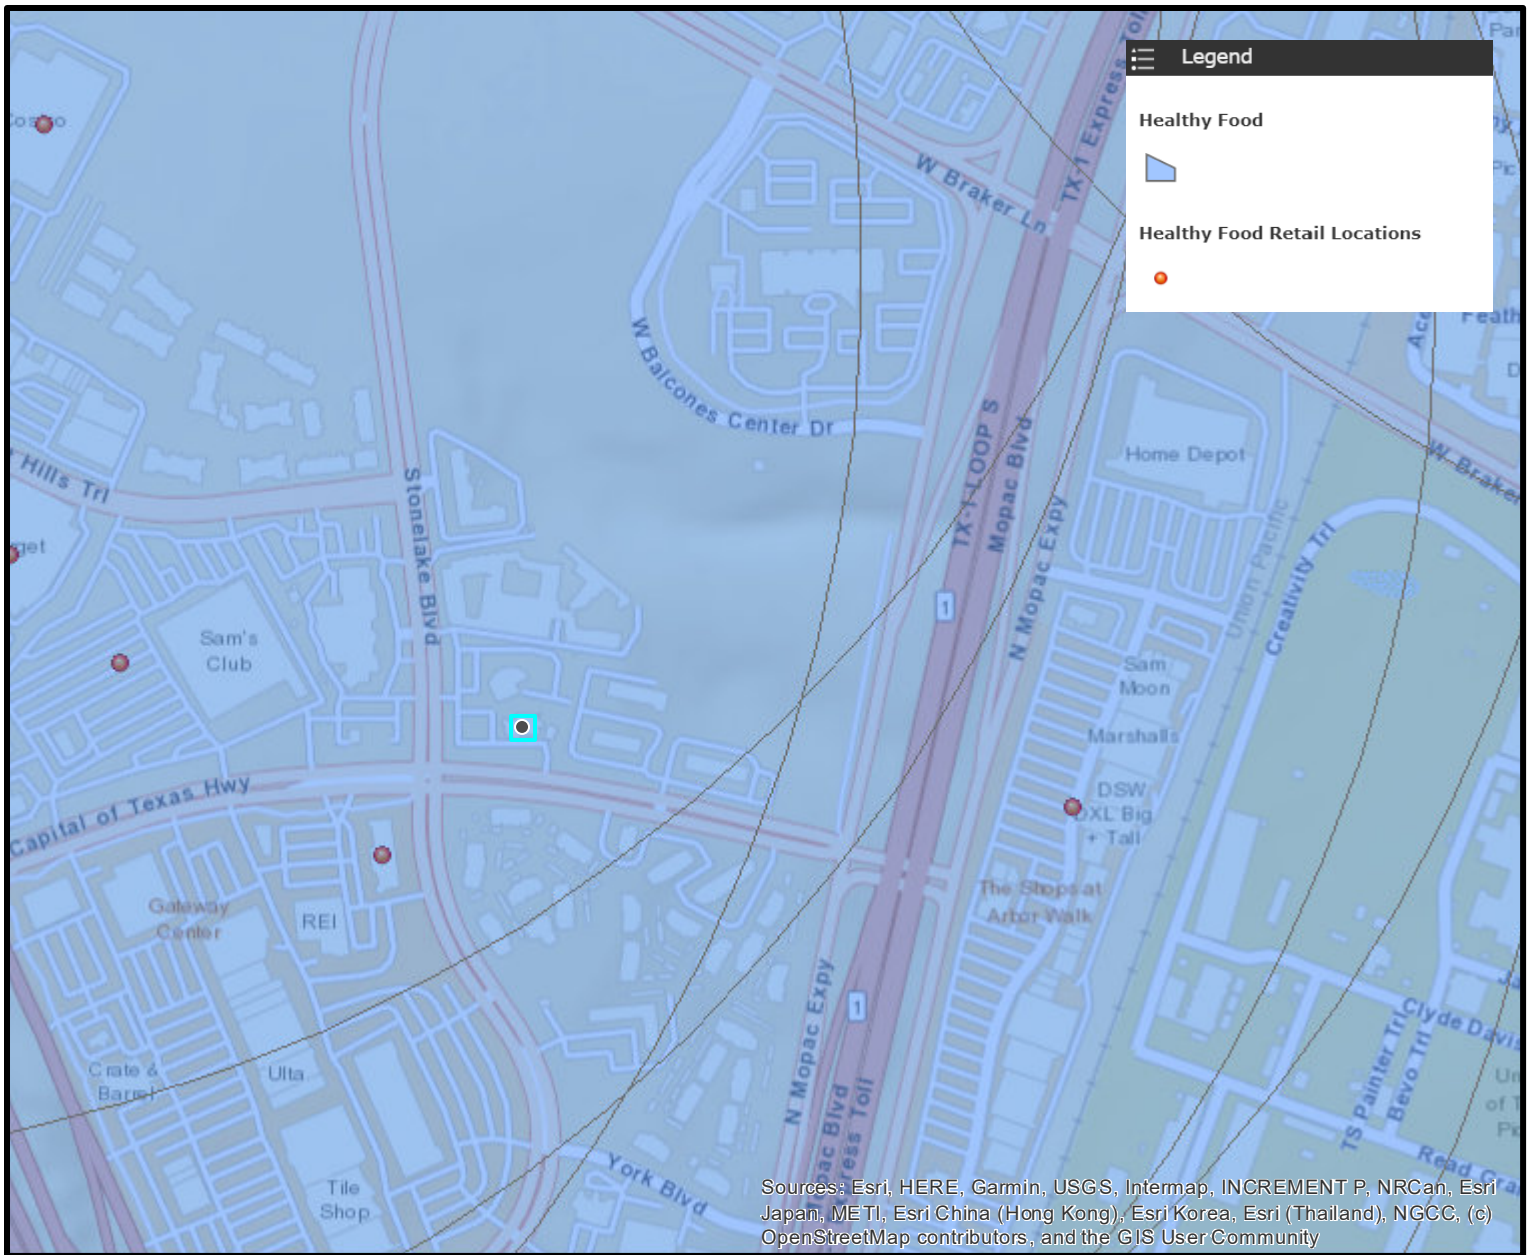 Legend
Healthy Food
Healthy Food Retail Locations
TX-1 Express Toll
W Braker Ln
W Balcones Center Dr
Hills Trl
Stonelake Blvd
TX-1 LOOP S
Mopac Blvd
N Mopac Expy
1
Home Depot
W Braker
Union Pacific
Creativity Trl
Sam's
Club
Sam
Moon
Marshalls
DSW
DXL Big
+ Tall
The Shops at
Arbor Walk
Capital of Texas Hwy
Gateway
Center
REI
Crate &
Barrel
Ulta
Tile
Shop
York Blvd
N Mopac Expy
1
Clyde Davis
TS Painter Trl
Bevo Trl
Read Gra
Sources: Esri, HERE, Garmin, USGS, Intermap, INCREMENT P, NRCan, Esri
Japan, METI, Esri China (Hong Kong), Esri Korea, Esri (Thailand), NGCC, (c)
OpenStreetMap contributors, and the GIS User Community